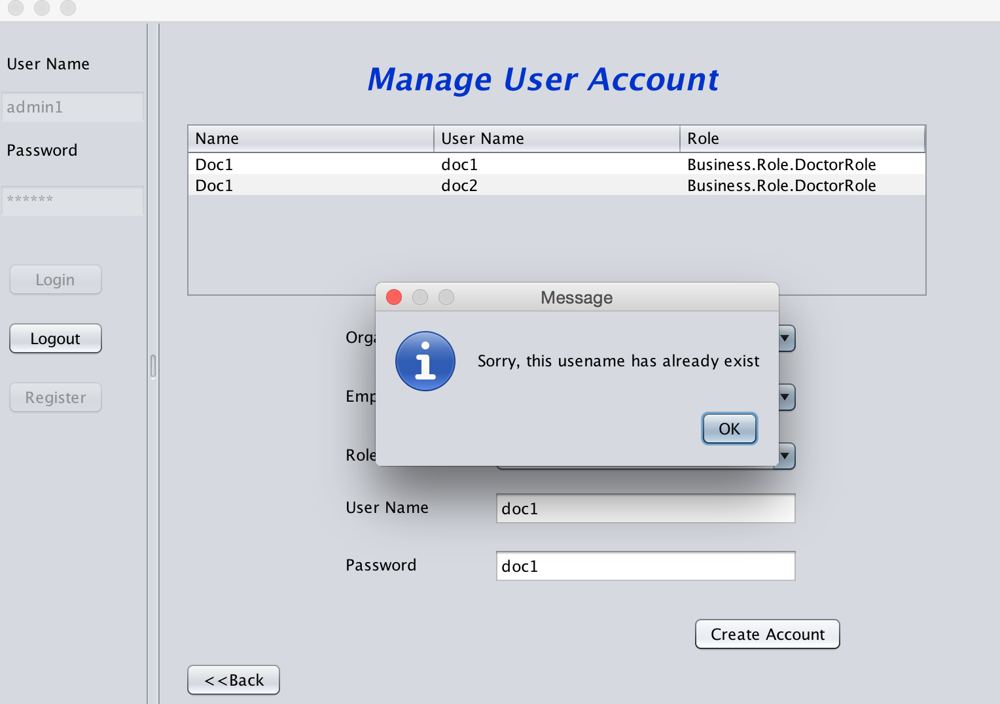 User Name
admin1
Password
******
Login
Logout
Register
Manage User Account
Name User Name Role
Doc1 doc1 Business.Role.DoctorRole
Doc1 doc2 Business.Role.DoctorRole
Message
Sorry, this usename has already exist
OK
Role
User Name doc1
Password doc1
Create Account
<<Back